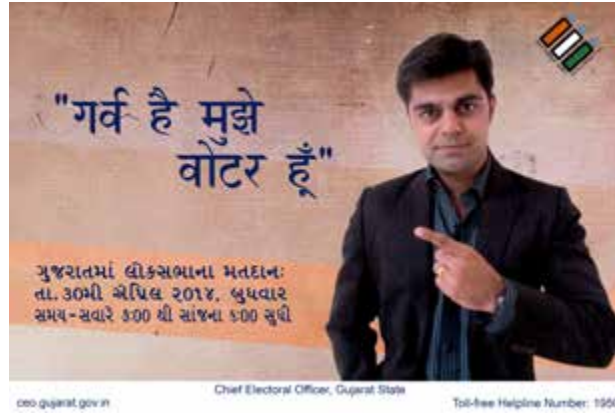 "गर्व है मुझे
वोटर हूँ"
ગુજરાતમાં લોકસભાના મતદાનઃ
તા. ૩૦મી એપ્રિલ ૨૦૧૪, બુધવાર
સમય-સવારે ૭:૦૦ થી સાંજના ૬:૦૦ સુધી
Chief Electoral Officer, Gujarat State
ceo.gujarat.gov.in
Toll-free Helpline Number: